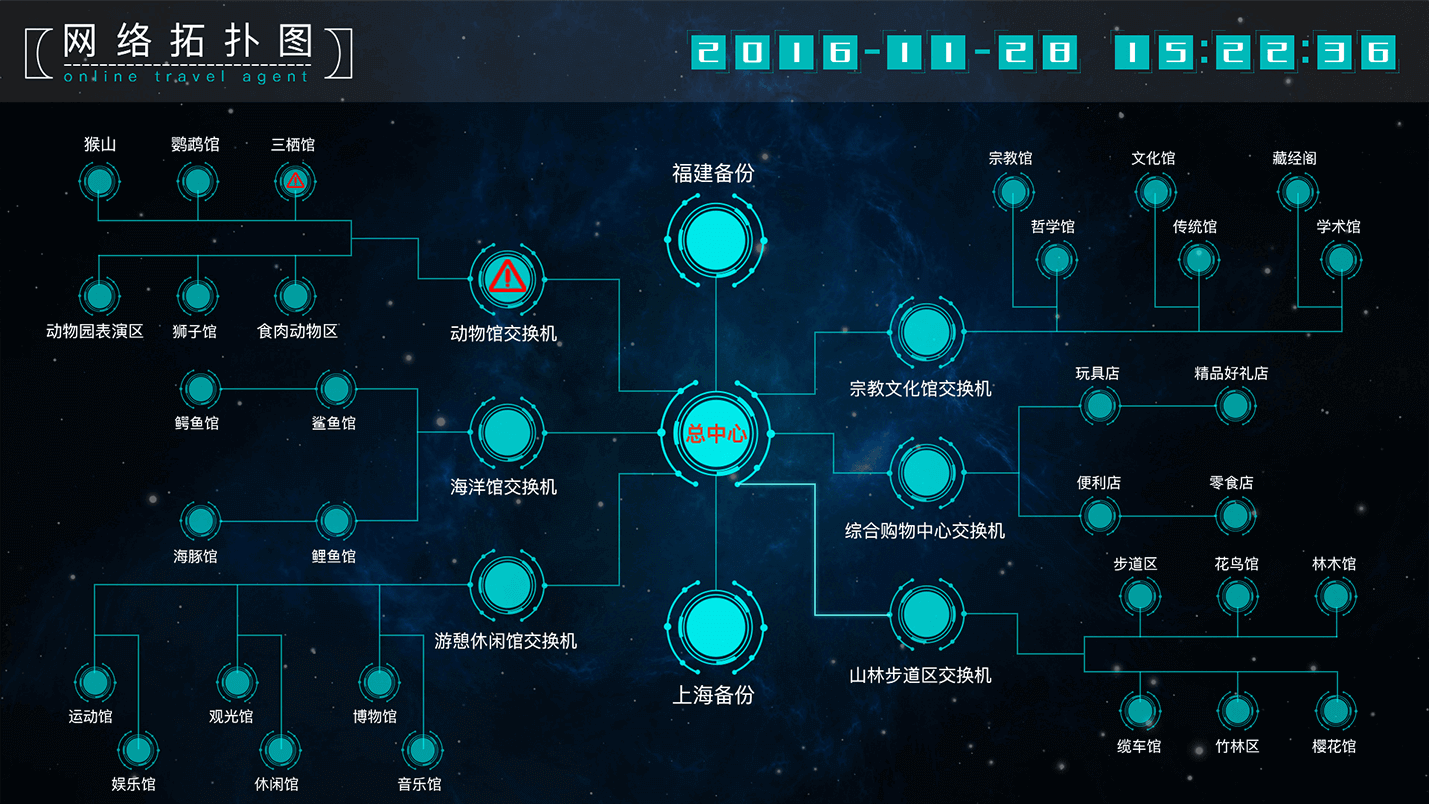 网络拓扑图
online travel agent
2016-11-28 15:22:36
猴山
鹦鹉馆
三栖馆
动物园表演区
狮子馆
食肉动物区
动物馆交换机
鳄鱼馆
鲨鱼馆
海洋馆交换机
海豚馆
鲤鱼馆
游憩休闲馆交换机
运动馆
观光馆
博物馆
娱乐馆
休闲馆
音乐馆
福建备份
总中心
上海备份
宗教馆
文化馆
藏经阁
哲学馆
传统馆
学术馆
宗教文化馆交换机
玩具店
精品好礼店
便利店
零食店
综合购物中心交换机
步道区
花鸟馆
林木馆
山林步道区交换机
缆车馆
竹林区
樱花馆